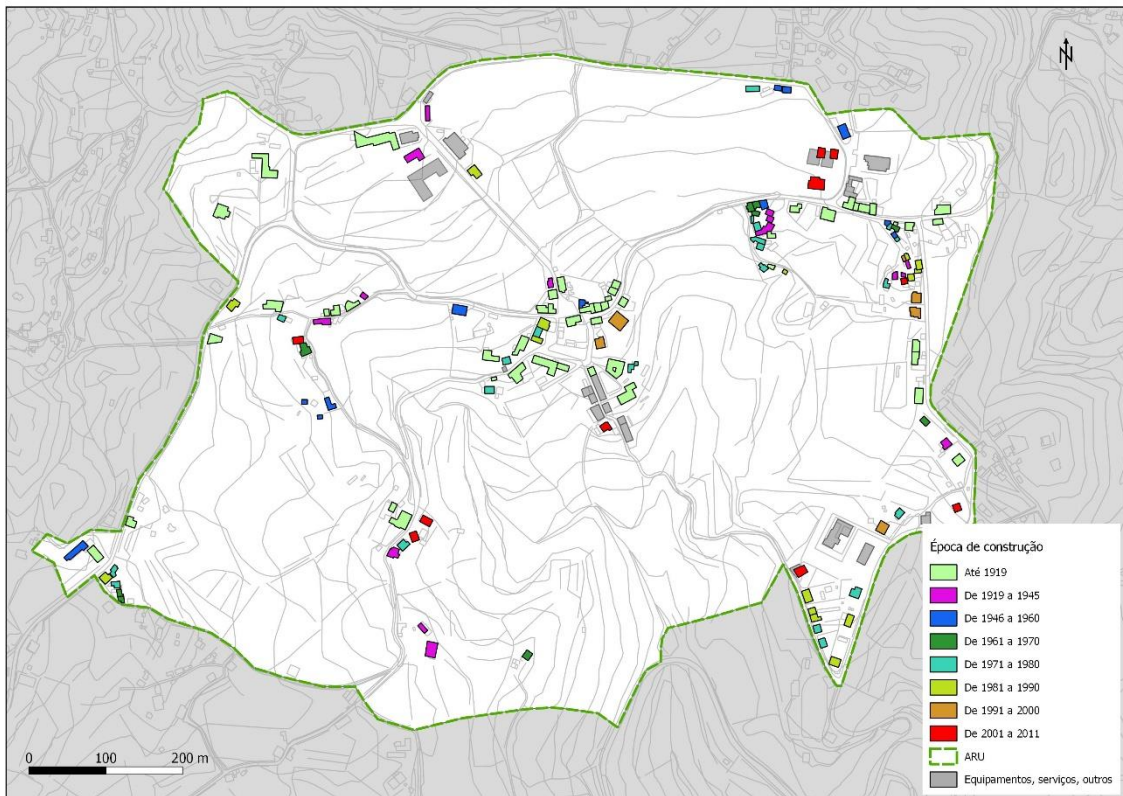 N
Época de construção
Até 1919
De 1919 a 1945
De 1946 a 1960
De 1961 a 1970
De 1971 a 1980
De 1981 a 1990
De 1991 a 2000
De 2001 a 2011
ARU
Equipamentos, serviços, outros
0 100 200 m